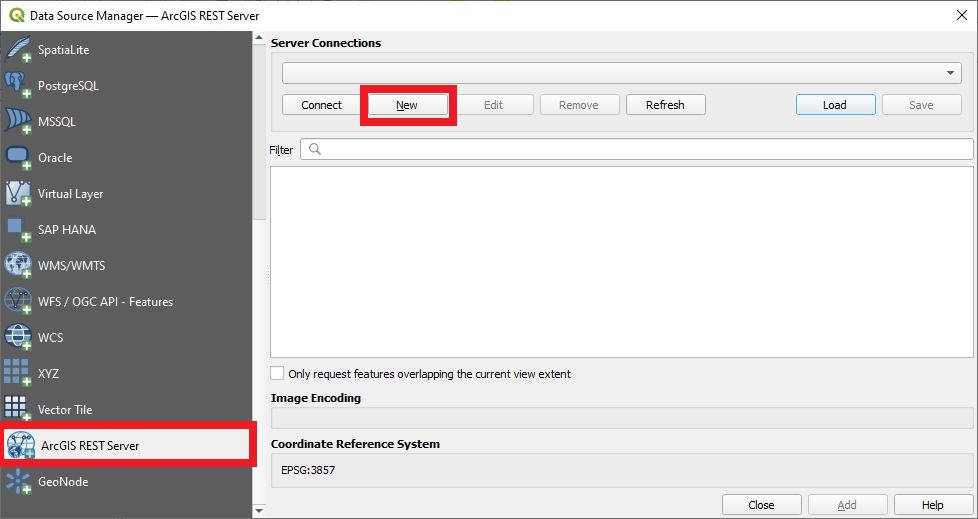 Data Source Manager — ArcGIS REST Server
SpatiaLite
PostgreSQL
MSSQL
Oracle
Virtual Layer
SAP HANA
WMS/WMTS
WFS / OGC API - Features
WCS
XYZ
Vector Tile
ArcGIS REST Server
GeoNode
Server Connections
Connect New Edit Remove Refresh Load Save
Filter
Only request features overlapping the current view extent
Image Encoding
Coordinate Reference System
EPSG:3857
Close Add Help